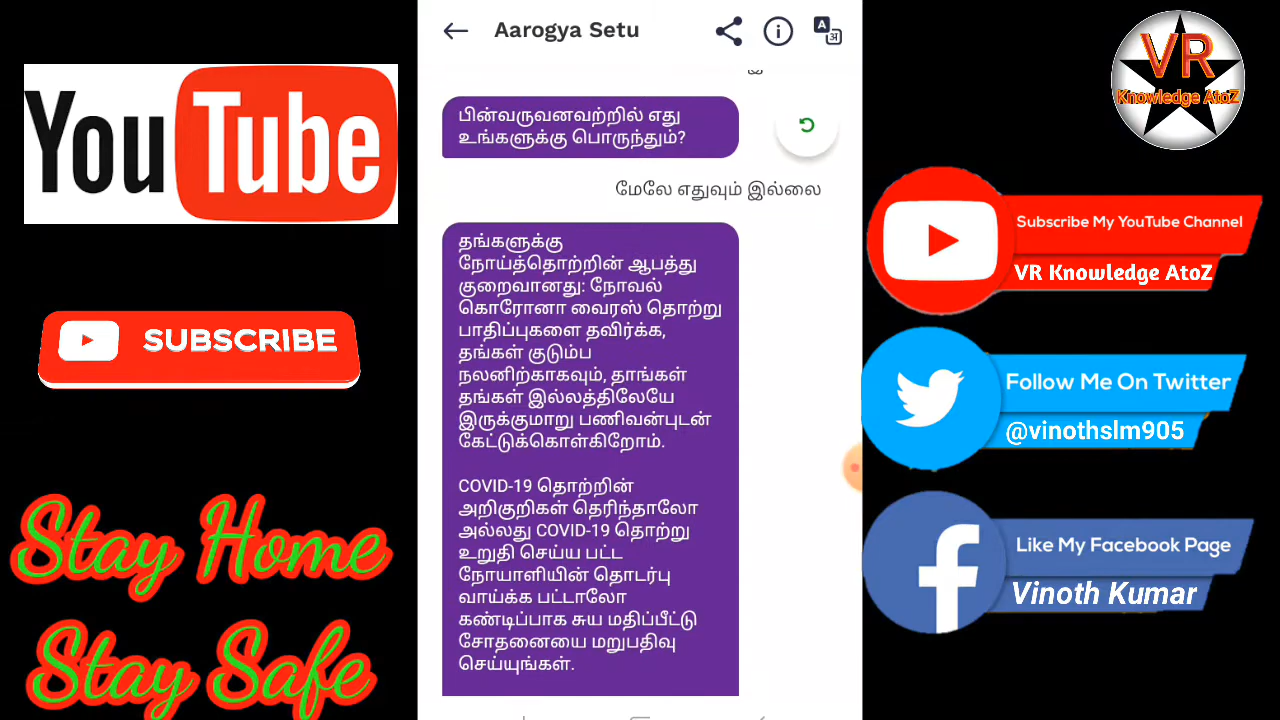 YouTube
SUBSCRIBE
Stay Home
Stay Safe
Aarogya Setu
A
अ
பின்வருவனவற்றில் எது
உங்களுக்கு பொருந்தும்?
மேலே எதுவும் இல்லை
தங்களுக்கு
நோய்த்தொற்றின் ஆபத்து
குறைவானது: நோவல்
கொரோனா வைரஸ் தொற்று
பாதிப்புகளை தவிர்க்க,
தங்கள் குடும்ப
நலனிற்காகவும், தாங்கள்
தங்கள் இல்லத்திலேயே
இருக்குமாறு பணிவன்புடன்
கேட்டுக்கொள்கிறோம்.
COVID-19 தொற்றின்
அறிகுறிகள் தெரிந்தாலோ
அல்லது COVID-19 தொற்று
உறுதி செய்ய பட்ட
நோயாளியின் தொடர்பு
வாய்க்க பட்டாலோ
கண்டிப்பாக சுய மதிப்பீட்டு
சோதனையை மறுபதிவு
செய்யுங்கள்.
VR
Knowledge AtoZ
Subscribe My YouTube Channel
VR Knowledge AtoZ
Follow Me On Twitter
@vinothslm905
Like My Facebook Page
Vinoth Kumar